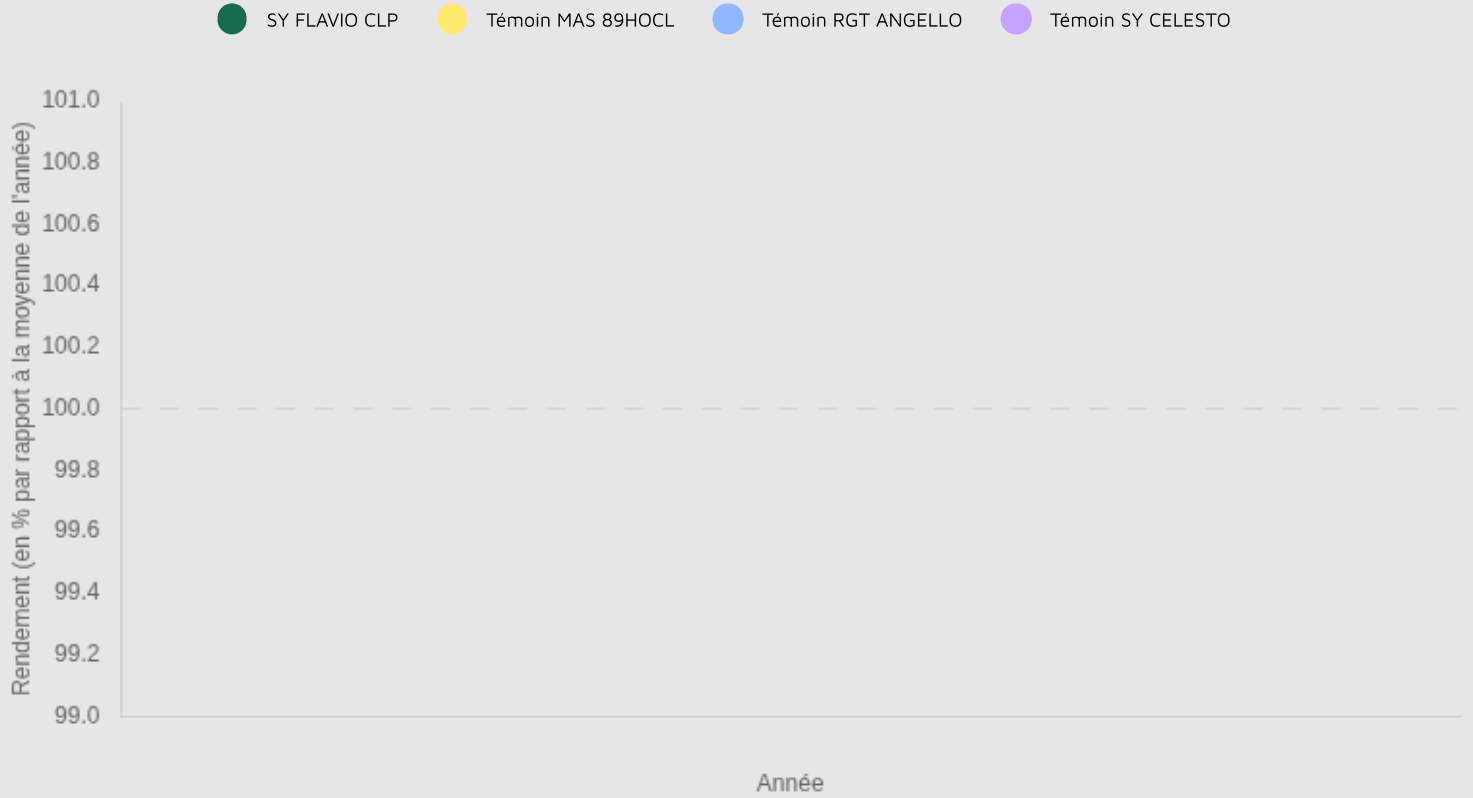 SY FLAVIO CLP
Témoin MAS 89HOCL
Témoin RGT ANGELLO
Témoin SY CELESTO
Rendement (en % par rapport à la moyenne de l'année)
101.0
100.8
100.6
100.4
100.2
100.0
99.8
99.6
99.4
99.2
99.0
Année